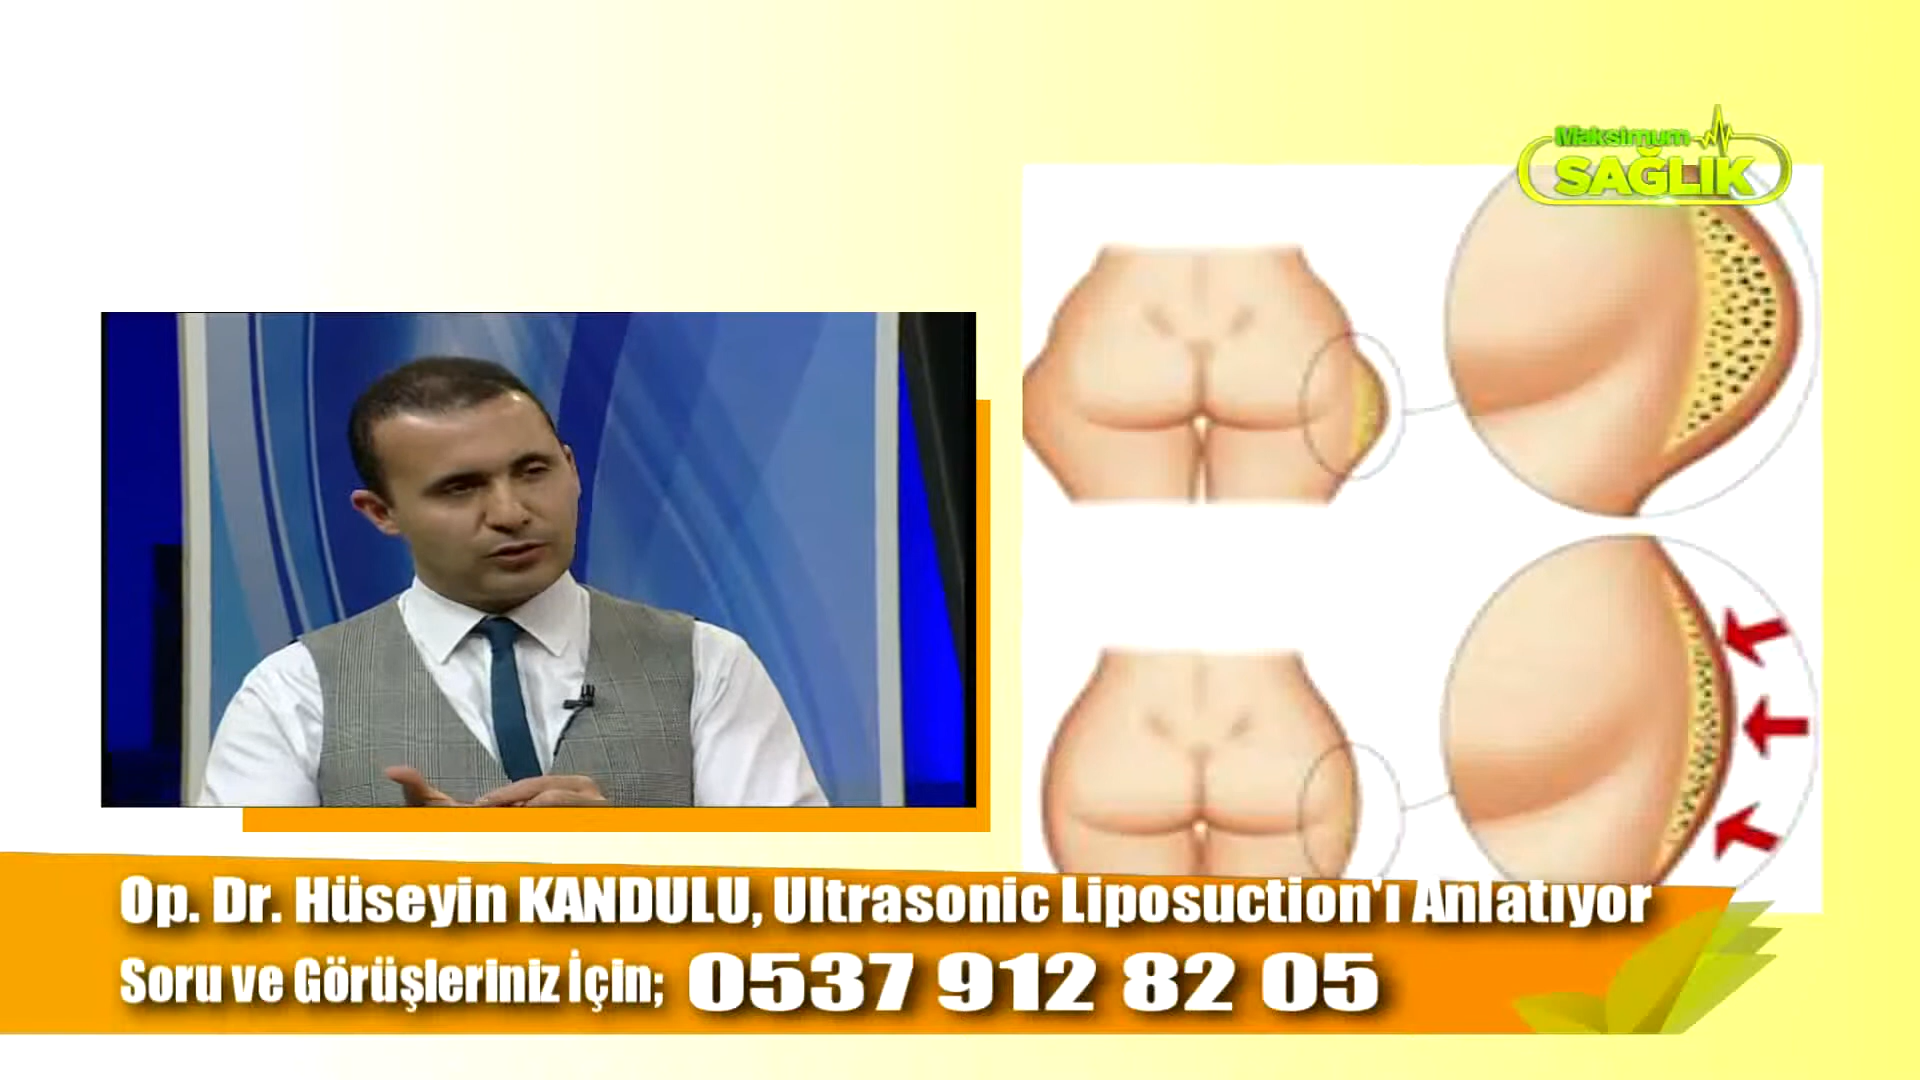 Maksimum
SAĞLIK
Op. Dr. Hüseyin KANDULU, Ultrasonic Liposuction'ı Anlatıyor
Soru ve Görüşleriniz İçin; 0537 912 82 05